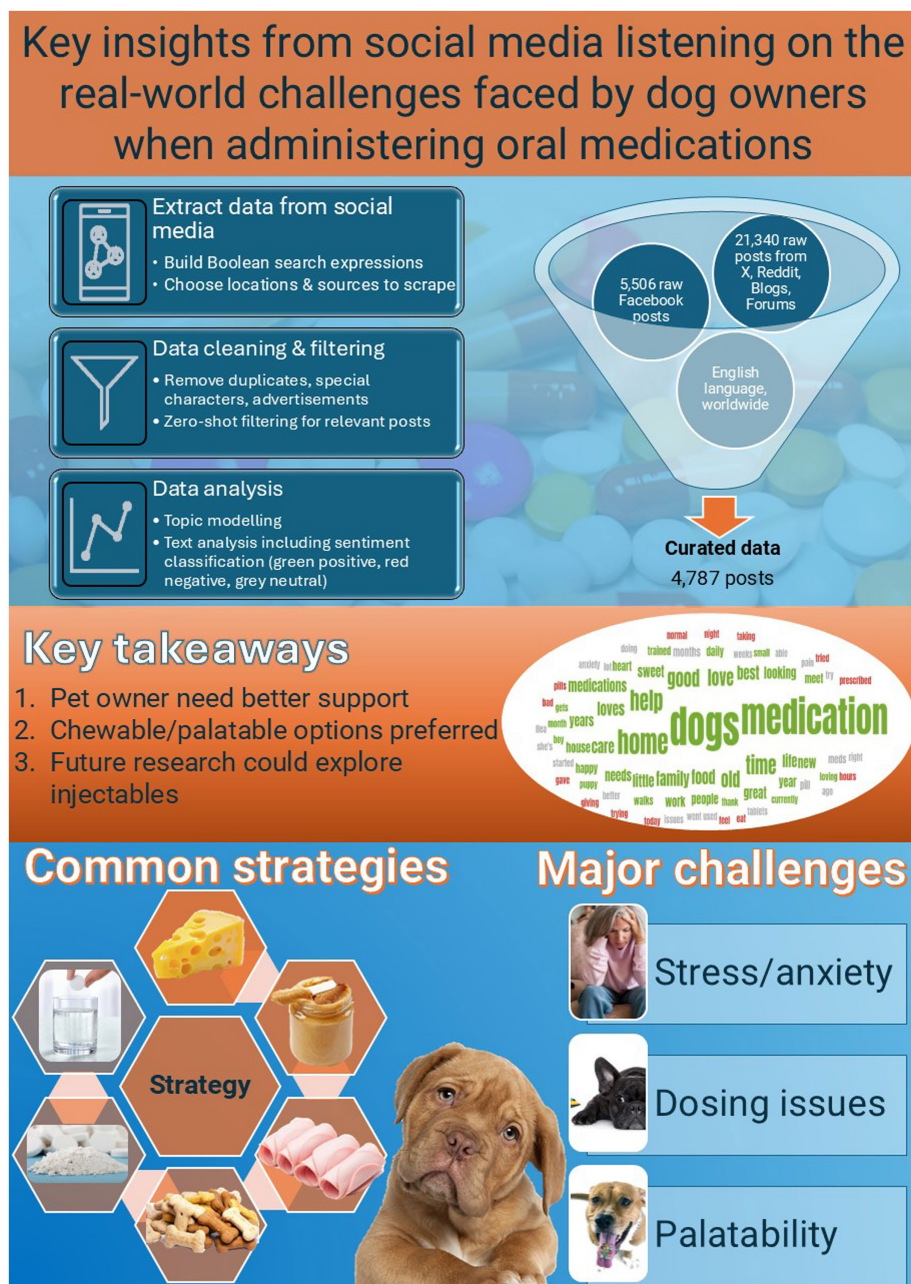 Key insights from social media listening on the
real-world challenges faced by dog owners
when administering oral medications
Extract data from social
media
• Build Boolean search expressions
• Choose locations & sources to scrape
Data cleaning & filtering
• Remove duplicates, special
characters, advertisements
• Zero-shot filtering for relevant posts
Data analysis
• Topic modelling
• Text analysis including sentiment
classification (green positive, red
negative, grey neutral)
5,506 raw
Facebook
posts
21,340 raw
posts from
X, Reddit,
Blogs,
Forums
English
language,
worldwide
Curated data
4,787 posts
Key takeaways
1. Pet owner need better support
2. Chewable/palatable options preferred
3. Future research could explore
injectables
normal night taking
doing trained months daily weeks small able
anxiety lot heart sweet good love best looking pain tried
pills medications meet try prescribed
bad gets loves help
flea month years dogs medication
she's boy house care home
started happy needs little family food old time life new meds right
gave puppy year pill loving hours
giving better walks work people thank great currently ago
trying today issues went used feel eat tablets
Common strategies
Strategy
Major challenges
Stress/anxiety
Dosing issues
Palatability